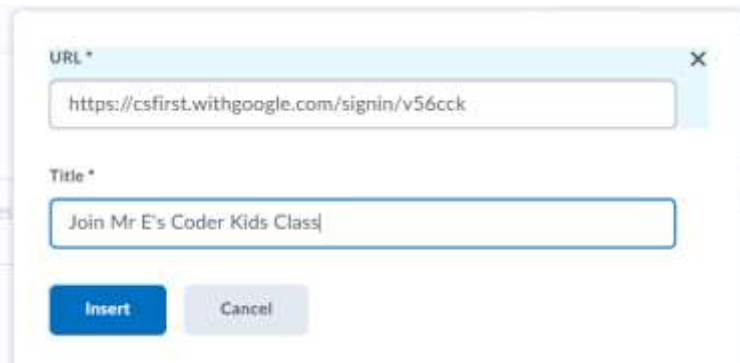 URL *
https://csfirst.withgoogle.com/signin/v56cck
Title *
Join Mr E's Coder Kids Class
Insert Cancel